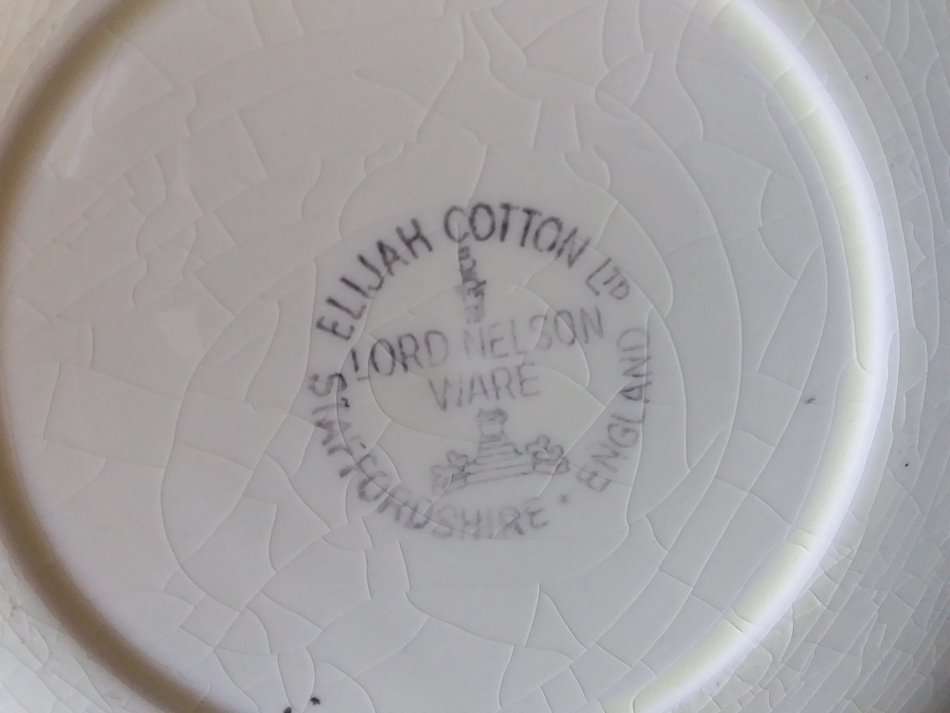 ELIJAH COTTON LTD
LORD NELSON
WARE
STAFFORDSHIRE · ENGLAND